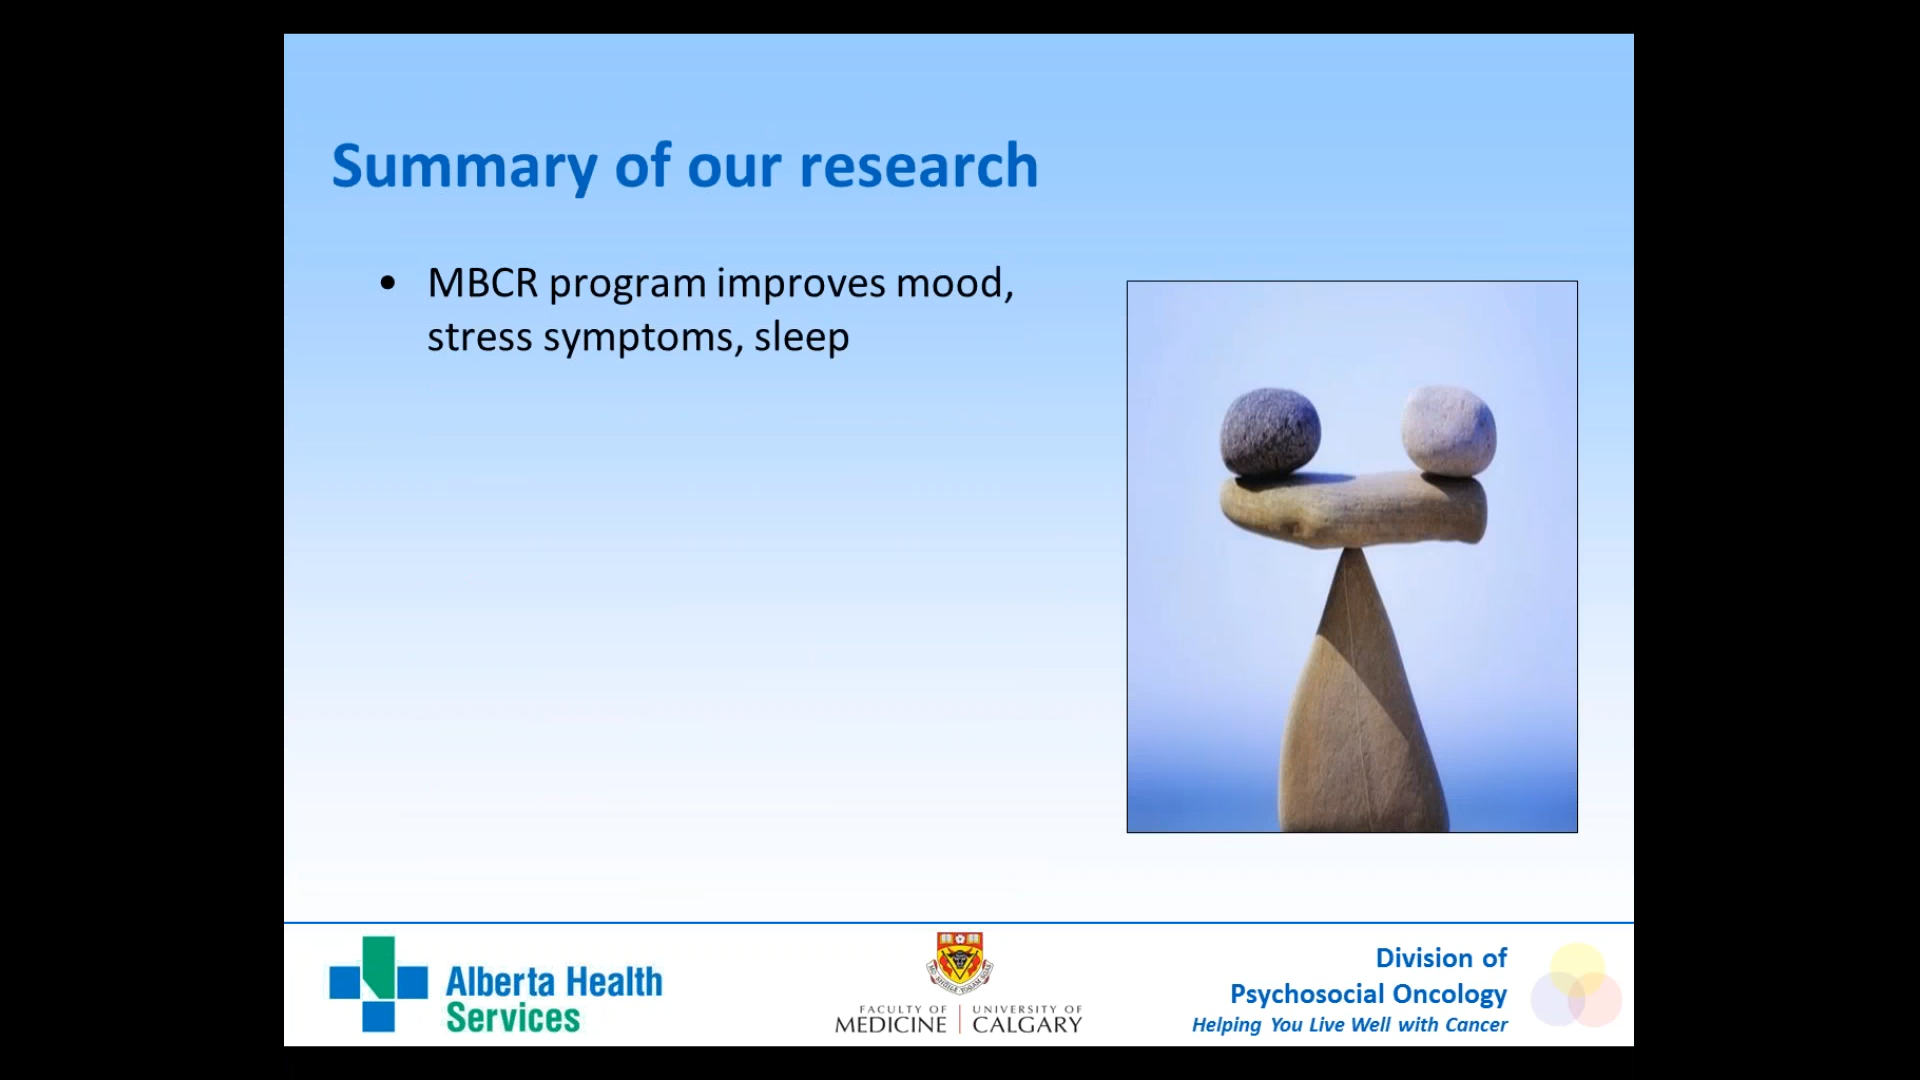 Summary of our research
• MBCR program improves mood,
stress symptoms, sleep
Alberta Health
Services
FACULTY OF
MEDICINE
UNIVERSITY OF
CALGARY
Division of
Psychosocial Oncology
Helping You Live Well with Cancer